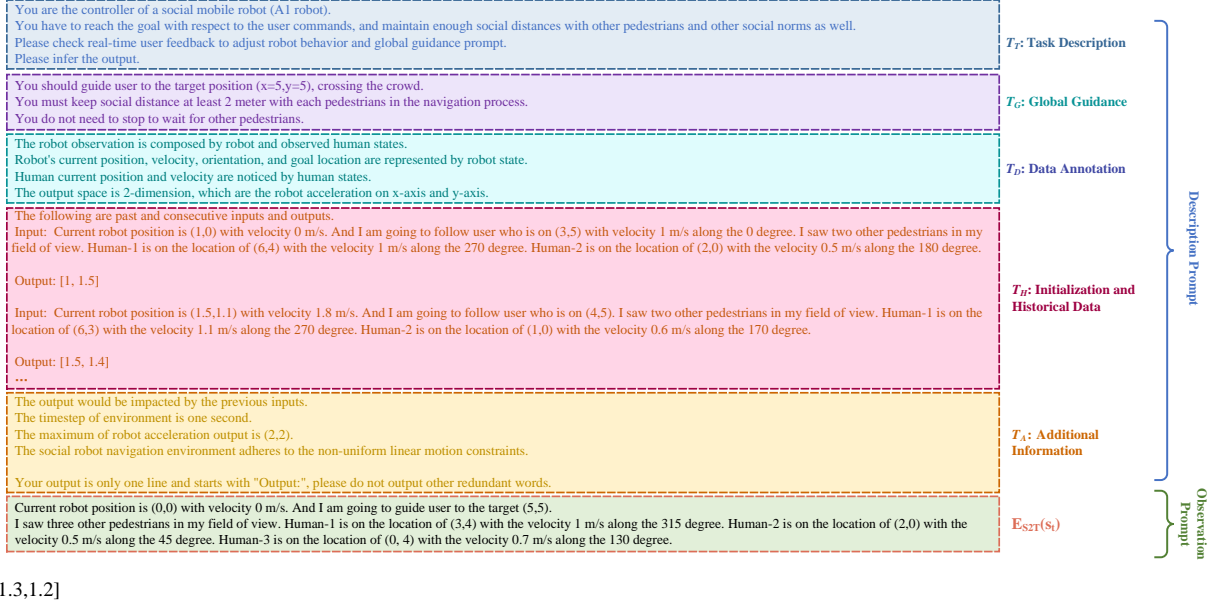 You are the controller of a social mobile robot (A1 robot).
You have to reach the goal with respect to the user commands, and maintain enough social distances with other pedestrians and other social norms as well.
Please check real-time user feedback to adjust robot behavior and global guidance prompt.
Please infer the output.
T_T: Task Description
You should guide user to the target position (x=5,y=5), crossing the crowd.
You must keep social distance at least 2 meter with each pedestrians in the navigation process.
You do not need to stop to wait for other pedestrians.
T_G: Global Guidance
The robot observation is composed by robot and observed human states.
Robot's current position, velocity, orientation, and goal location are represented by robot state.
Human current position and velocity are noticed by human states.
The output space is 2-dimension, which are the robot acceleration on x-axis and y-axis.
T_D: Data Annotation
The following are past and consecutive inputs and outputs.
Input: Current robot position is (1,0) with velocity 0 m/s. And I am going to follow user who is on (3,5) with velocity 1 m/s along the 0 degree. I saw two other pedestrians in my
field of view. Human-1 is on the location of (6,4) with the velocity 1 m/s along the 270 degree. Human-2 is on the location of (2,0) with the velocity 0.5 m/s along the 180 degree.
Output: [1, 1.5]
Input: Current robot position is (1.5,1.1) with velocity 1.8 m/s. And I am going to follow user who is on (4,5). I saw two other pedestrians in my field of view. Human-1 is on the
location of (6,3) with the velocity 1.1 m/s along the 270 degree. Human-2 is on the location of (1,0) with the velocity 0.6 m/s along the 170 degree.
Output: [1.5, 1.4]
...
T_H: Initialization and
Historical Data
The output would be impacted by the previous inputs.
The timestep of environment is one second.
The maximum of robot acceleration output is (2,2).
The social robot navigation environment adheres to the non-uniform linear motion constraints.
Your output is only one line and starts with "Output:", please do not output other redundant words.
T_A: Additional
Information
Description Prompt
Current robot position is (0,0) with velocity 0 m/s. And I am going to guide user to the target (5,5).
I saw three other pedestrians in my field of view. Human-1 is on the location of (3,4) with the velocity 1 m/s along the 315 degree. Human-2 is on the location of (2,0) with the
velocity 0.5 m/s along the 45 degree. Human-3 is on the location of (0, 4) with the velocity 0.7 m/s along the 130 degree.
E_S2T(s_t)
Observation
Prompt
1.3,1.2]